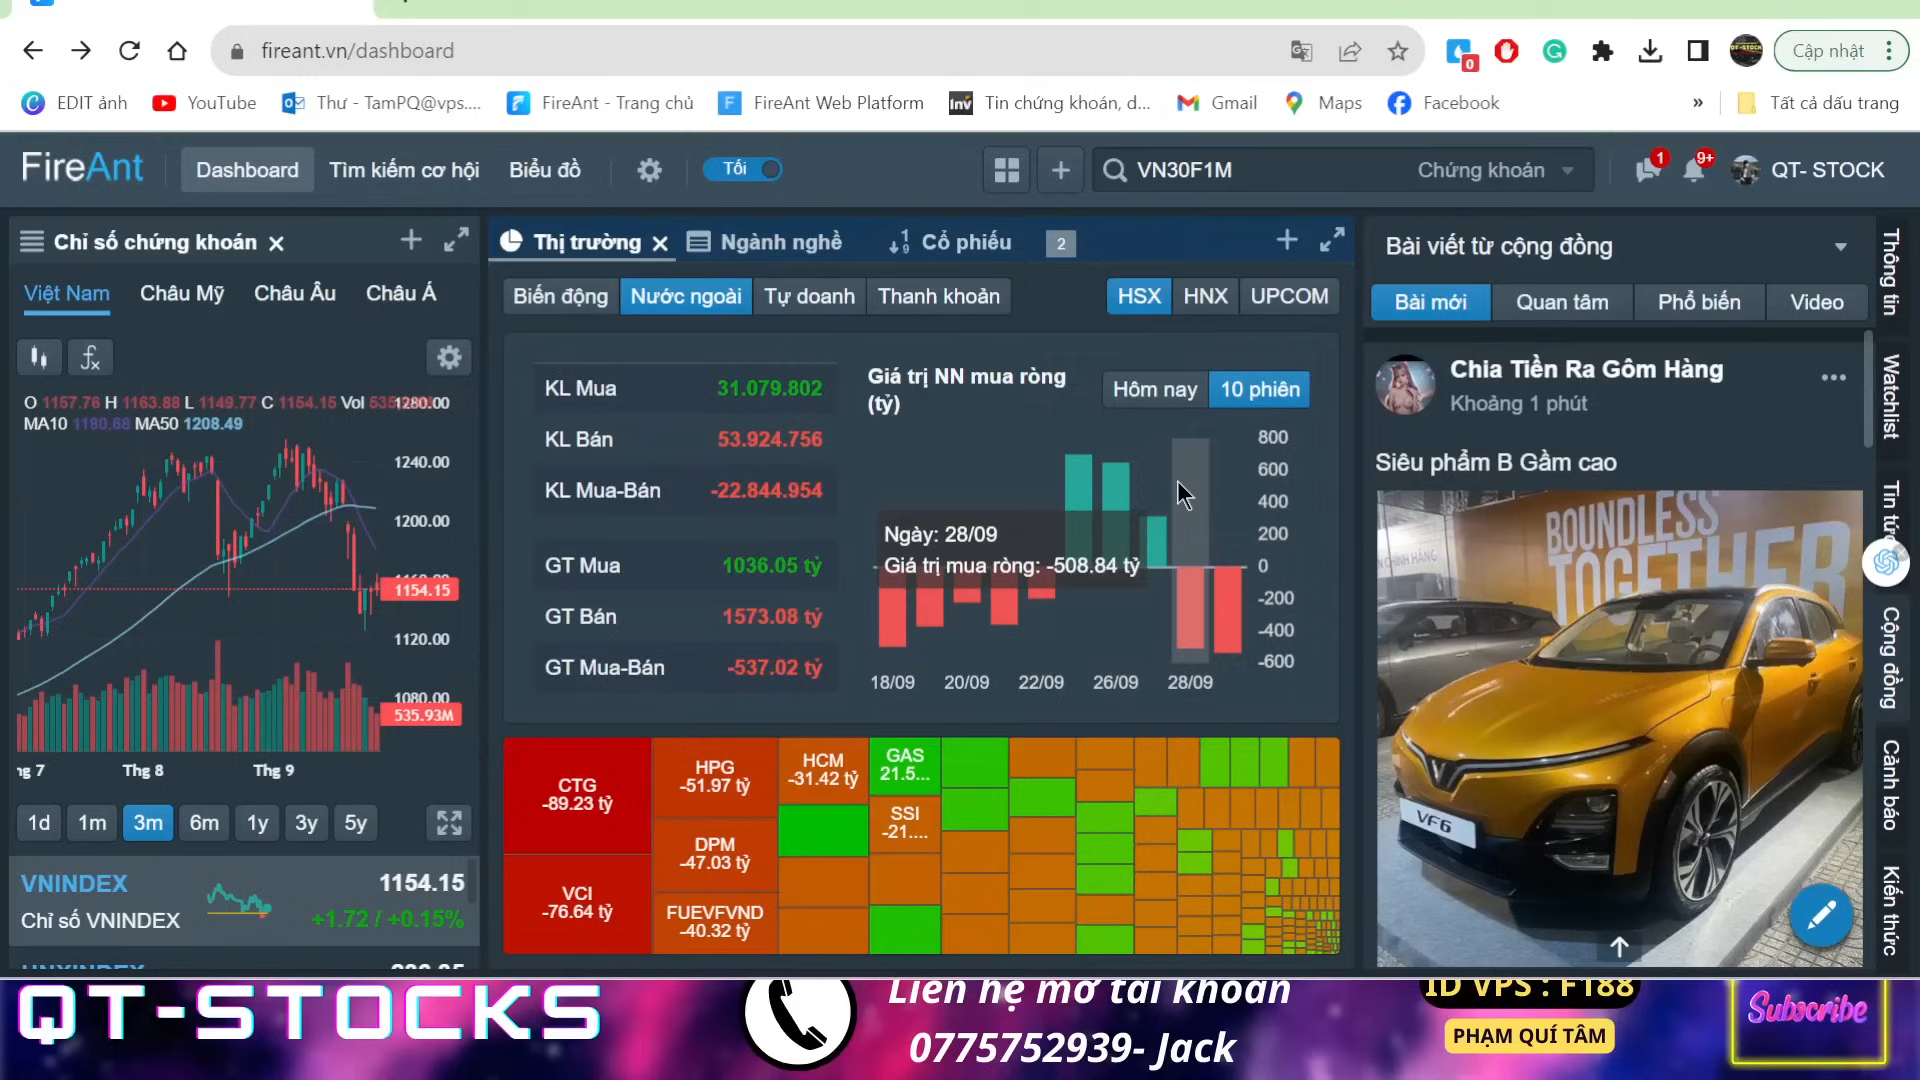 fireant.vn/dashboard
0
Cập nhật
EDIT ảnh
YouTube
Thư - TamPQ@vps....
FireAnt - Trang chủ
FireAnt Web Platform
Tin chứng khoán, d...
Gmail
Maps
Facebook
»
Tất cả dấu trang
FireAnt
Dashboard
Tìm kiếm cơ hội
Biểu đồ
Tối
VN30F1M
Chứng khoán
1
9+
QT- STOCK
Chỉ số chứng khoán
Việt Nam
Châu Mỹ
Châu Âu
Châu Á
O 1157.76 H 1163.88 L 1149.77 C 1154.15 Vol
MA10 1180.68 MA50 1208.49
1280.00
1240.00
1200.00
1154.15
1120.00
1080.00
535.93M
Thg 8
Thg 9
1d
1m
3m
6m
1y
3y
5y
VNINDEX
1154.15
Chỉ số VNINDEX
+1.72 / +0.15%
Thị trường
Ngành nghề
Cổ phiếu
2
Biến động
Nước ngoài
Tự doanh
Thanh khoản
HSX
HNX
UPCOM
KL Mua
31.079.802
KL Bán
53.924.756
KL Mua-Bán
-22.844.954
GT Mua
1036.05 tỷ
GT Bán
1573.08 tỷ
GT Mua-Bán
-537.02 tỷ
Giá trị NN mua ròng
(tỷ)
Hôm nay
10 phiên
800
600
400
200
0
-200
-400
-600
Ngày: 28/09
Giá trị mua ròng: -508.84 tỷ
18/09
20/09
22/09
26/09
28/09
CTG
-89.23 tỷ
VCI
-76.64 tỷ
HPG
-51.97 tỷ
DPM
-47.03 tỷ
FUEVFVND
-40.32 tỷ
HCM
-31.42 tỷ
GAS
21.5...
SSI
-21....
Bài viết từ cộng đồng
Bài mới
Quan tâm
Phổ biến
Video
Chia Tiền Ra Gôm Hàng
Khoảng 1 phút
Siêu phẩm B Gầm cao
BOUNDLESS
TOGETHER
VF6
Thông tin
Watchlist
Tin tức
Cộng đồng
Cảnh báo
Kiến thức
QT-STOCKS
Liên hệ mở tài khoản
0775752939- Jack
ID VPS : F188
PHẠM QUÍ TÂM
Subscribe